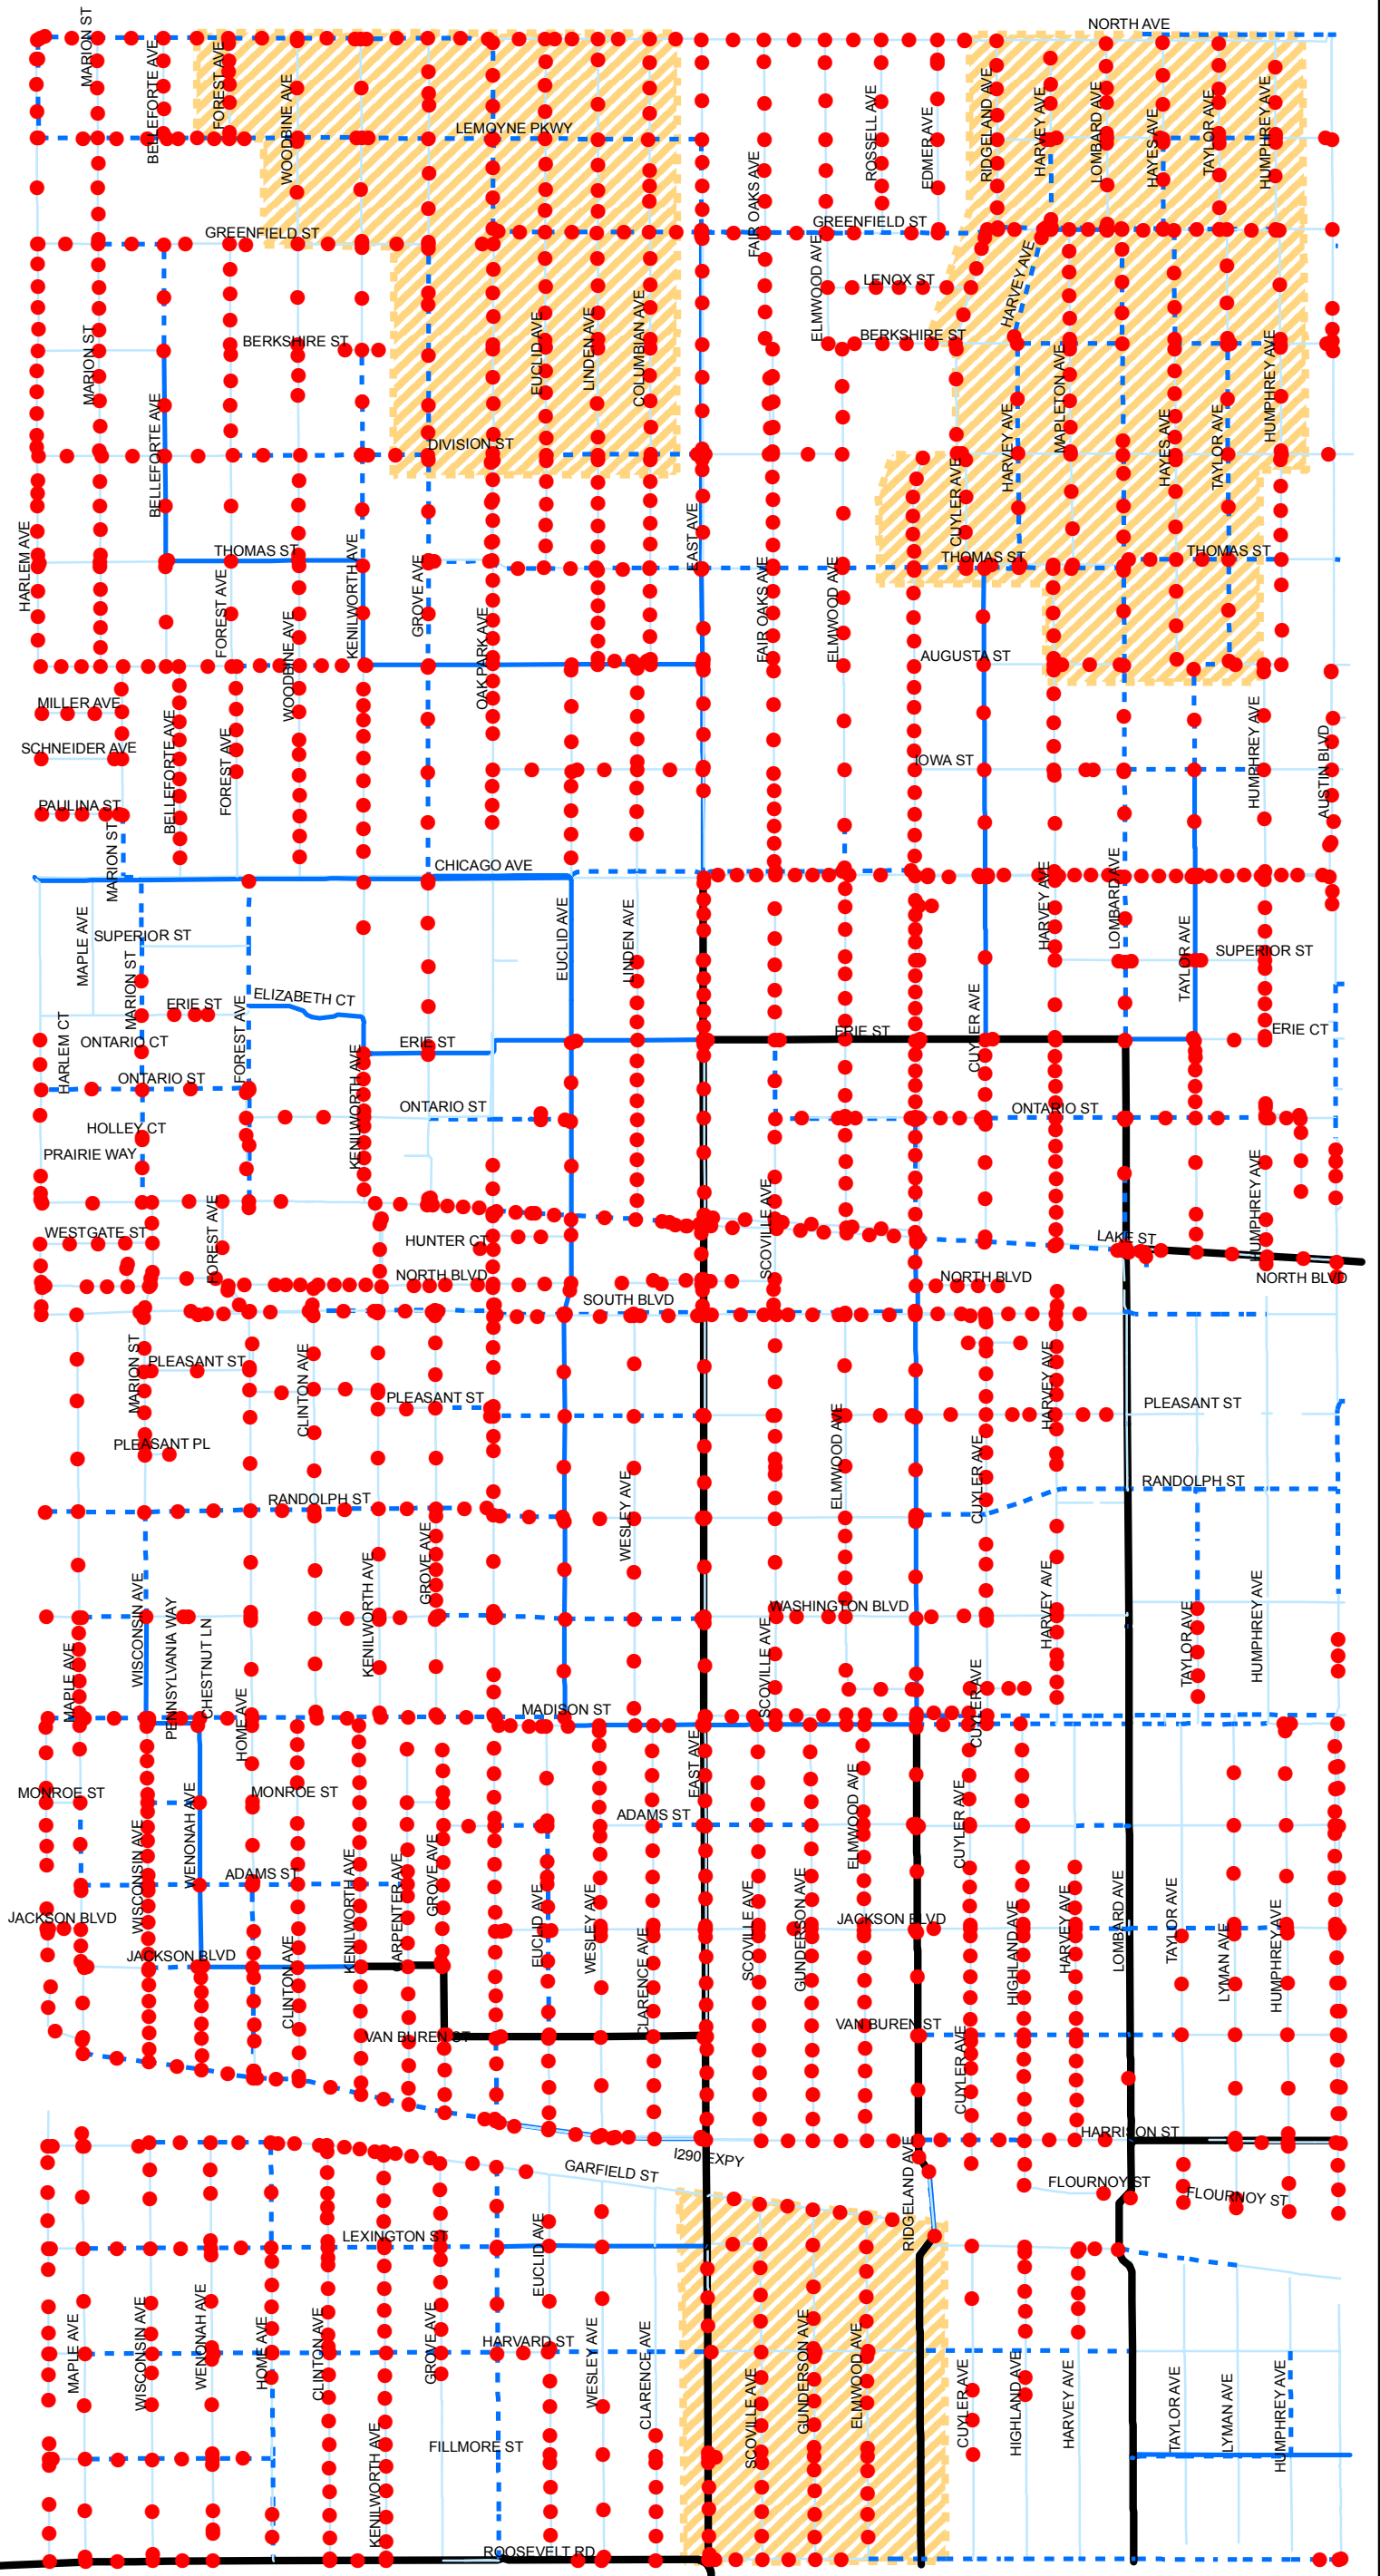 NORTH AVE
MARION ST
BELLEFORTE AVE
FOREST AVE
WOODBINE AVE
LEMOYNE PKWY
FAIR OAKS AVE
ROSSELL AVE
EDMER AVE
RIDGELAND AVE
HARVEY AVE
LOMBARD AVE
HAYES AVE
TAYLOR AVE
HUMPHREY AVE
GREENFIELD ST
GREENFIELD ST
ELMWOOD AVE
LENOX ST
HARVEY AVE
BERKSHIRE ST
BERKSHIRE ST
MARION ST
EUCLID AVE
LINDEN AVE
COLUMBIAN AVE
MAPLETON AVE
HUMPHREY AVE
BELLEFORTE AVE
DIVISION ST
CUYLER AVE
HARVEY AVE
HAYES AVE
TAYLOR AVE
HARLEM AVE
THOMAS ST
FOREST AVE
WOODBINE AVE
KENILWORTH AVE
GROVE AVE
OAK PARK AVE
EAST AVE
FAIR OAKS AVE
ELMWOOD AVE
THOMAS ST
THOMAS ST
AUGUSTA ST
MILLER AVE
SCHNEIDER AVE
PAULINA ST
BELLEFORTE AVE
FOREST AVE
IOWA ST
HUMPHREY AVE
AUSTIN BLVD
MARION ST
CHICAGO AVE
MAPLE AVE
SUPERIOR ST
MARION ST
EUCLID AVE
LINDEN AVE
HARVEY AVE
LOMBARD AVE
TAYLOR AVE
SUPERIOR ST
ERIE ST
ELIZABETH CT
HARLEM CT
ONTARIO CT
FOREST AVE
ERIE ST
ERIE ST
CUYLER AVE
ERIE CT
ONTARIO ST
ONTARIO ST
ONTARIO ST
HOLLEY CT
PRAIRIE WAY
KENILWORTH AVE
SCOVILLE AVE
HUMPHREY AVE
WESTGATE ST
FOREST AVE
HUNTER CT
LAKE ST
NORTH BLVD
NORTH BLVD
NORTH BLVD
SOUTH BLVD
MARION ST
PLEASANT ST
CLINTON AVE
PLEASANT ST
HARVEY AVE
PLEASANT ST
PLEASANT PL
ELMWOOD AVE
CUYLER AVE
RANDOLPH ST
RANDOLPH ST
WESLEY AVE
GROVE AVE
KENILWORTH AVE
WISCONSIN AVE
PENNSYLVANIA WAY
CHESTNUT LN
MAPLE AVE
HOME AVE
WASHINGTON BLVD
SCOVILLE AVE
HARVEY AVE
CUYLER AVE
TAYLOR AVE
HUMPHREY AVE
MADISON ST
EAST AVE
MONROE ST
MONROE ST
WENONAH AVE
WISCONSIN AVE
ADAMS ST
ADAMS ST
ELMWOOD AVE
CUYLER AVE
JACKSON BLVD
JACKSON BLVD
JACKSON BLVD
CLINTON AVE
KENILWORTH AVE
CARPENTER AVE
GROVE AVE
EUCLID AVE
WESLEY AVE
CLARENCE AVE
SCOVILLE AVE
GUNDERSON AVE
HIGHLAND AVE
HARVEY AVE
LOMBARD AVE
TAYLOR AVE
LYMAN AVE
HUMPHREY AVE
VAN BUREN ST
VAN BUREN ST
CUYLER AVE
HARRISON ST
I290 EXPY
GARFIELD ST
RIDGELAND AVE
FLOURNOY ST
FLOURNOY ST
LEXINGTON ST
EUCLID AVE
MAPLE AVE
WISCONSIN AVE
WENONAH AVE
HOME AVE
CLINTON AVE
GROVE AVE
HARVARD ST
WESLEY AVE
CLARENCE AVE
SCOVILLE AVE
GUNDERSON AVE
ELMWOOD AVE
CUYLER AVE
HIGHLAND AVE
HARVEY AVE
TAYLOR AVE
LYMAN AVE
HUMPHREY AVE
FILLMORE ST
KENILWORTH AVE
ROOSEVELT RD